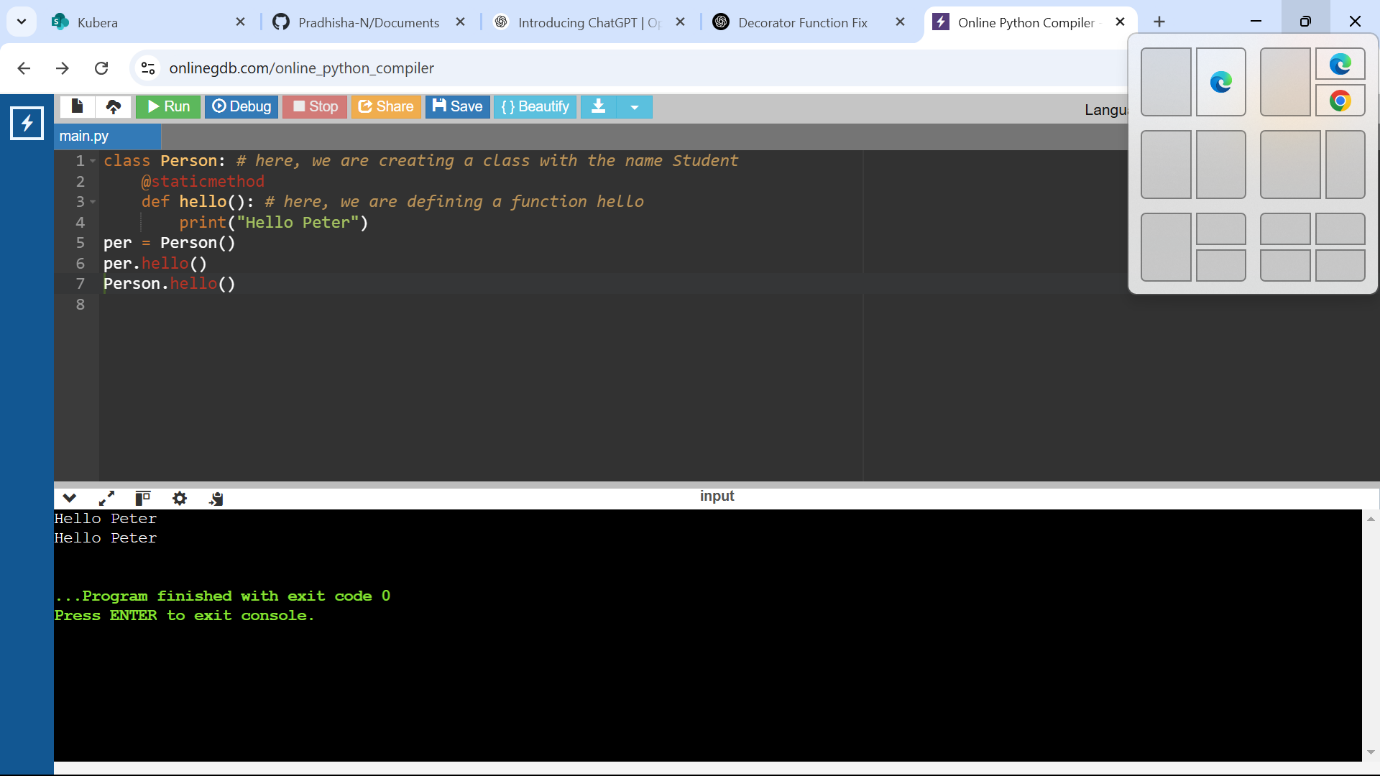 Kubera
Pradhisha-N/Documents
Introducing ChatGPT | Op
Decorator Function Fix
Online Python Compiler -
onlinegdb.com/online_python_compiler
Run
Debug
Stop
Share
Save
{ } Beautify
Langu
main.py
1 class Person: # here, we are creating a class with the name Student
2 @staticmethod
3 def hello(): # here, we are defining a function hello
4 print("Hello Peter")
5 per = Person()
6 per.hello()
7 Person.hello()
8
input
Hello Peter
Hello Peter
...Program finished with exit code 0
Press ENTER to exit console.